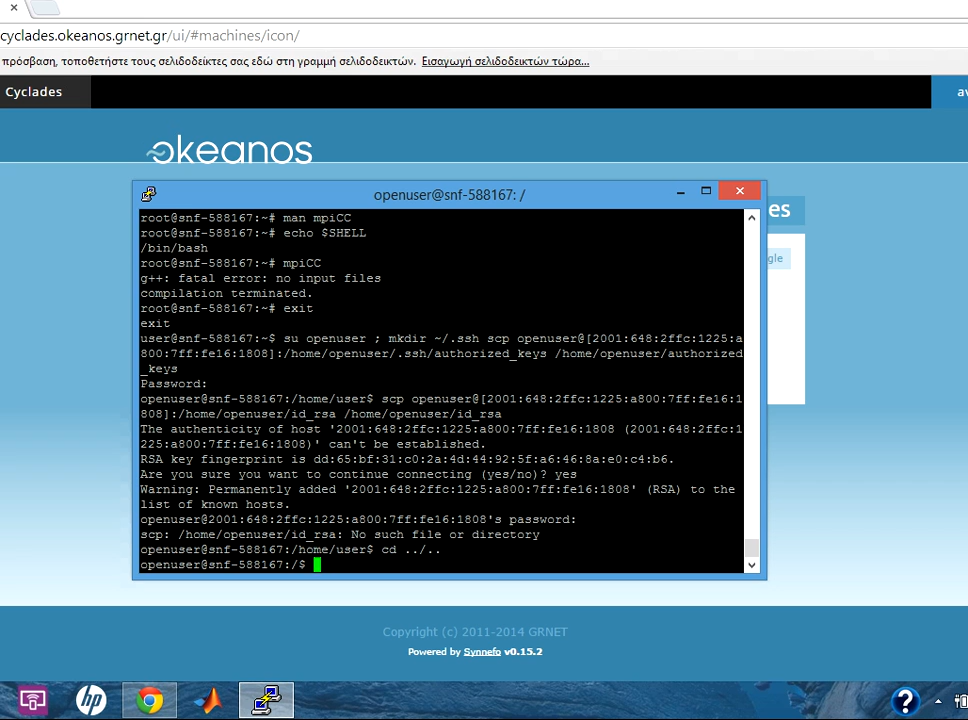 cyclades.okeanos.grnet.gr/ui/#machines/icon/
πρόσβαση, τοποθετήστε τους σελιδοδείκτες σας εδώ στη γραμμή σελιδοδεικτών. Εισαγωγή σελιδοδεικτών τώρα...
Cyclades
av
okeanos
openuser@snf-588167: /
es
gle
root@snf-588167:~# man mpiCC
root@snf-588167:~# echo $SHELL
/bin/bash
root@snf-588167:~# mpiCC
g++: fatal error: no input files
compilation terminated.
root@snf-588167:~# exit
exit
user@snf-588167:~$ su openuser ; mkdir ~/.ssh scp openuser@[2001:648:2ffc:1225:a
800:7ff:fe16:1808]:/home/openuser/.ssh/authorized_keys /home/openuser/authorized
_keys
Password:
openuser@snf-588167:/home/user$ scp openuser@[2001:648:2ffc:1225:a800:7ff:fe16:1
808]:/home/openuser/id_rsa /home/openuser/id_rsa
The authenticity of host '2001:648:2ffc:1225:a800:7ff:fe16:1808 (2001:648:2ffc:1
225:a800:7ff:fe16:1808)' can't be established.
RSA key fingerprint is dd:65:bf:31:c0:2a:4d:44:92:5f:a6:46:8a:e0:c4:b6.
Are you sure you want to continue connecting (yes/no)? yes
Warning: Permanently added '2001:648:2ffc:1225:a800:7ff:fe16:1808' (RSA) to the
list of known hosts.
openuser@2001:648:2ffc:1225:a800:7ff:fe16:1808's password:
scp: /home/openuser/id_rsa: No such file or directory
openuser@snf-588167:/home/user$ cd ../..
openuser@snf-588167:/$
Copyright (c) 2011-2014 GRNET
Powered by Synnefo v0.15.2
hp
?